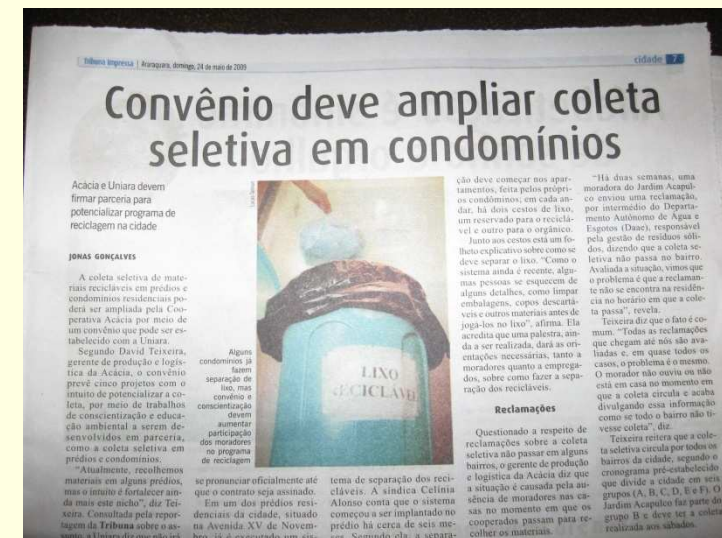 Tribuna Impressa | Araraquara, domingo, 24 de maio de 2009
cidade 7
Convênio deve ampliar coleta
seletiva em condomínios
Acácia e Uniara devem
firmar parceria para
potencializar programa de
reciclagem na cidade
JONAS GONÇALVES
A coleta seletiva de mate-
riais recicláveis em prédios e
condomínios residenciais po-
derá ser ampliada pela Coo-
perativa Acácia por meio de
um convênio que pode ser es-
tabelecido com a Uniara.
Segundo David Teixeira,
gerente de produção e logís-
tica da Acácia, o convênio
prevê cinco projetos com o
intuito de potencializar a co-
leta, por meio de trabalhos
de conscientização e educa-
ção ambiental a serem de-
senvolvidos em parceria,
como a coleta seletiva em
prédios e condomínios.
"Atualmente, recolhemos
materiais em alguns prédios,
mas o intuito é fortalecer ain-
da mais este nicho", diz Tei-
xeira. Consultada pela repor-
tagem da Tribuna sobre o as-
sunto, a Uniara diz que não irá
Alguns
condomínios já
fazem
separação de
lixo, mas
convênio e
conscientização
devem
aumentar
participação
dos moradores
no programa
de reciclagem
LIXO
RECICLÁVEL
se pronunciar oficialmente até
que o contrato seja assinado.
Em um dos prédios resi-
denciais da cidade, situado
na Avenida XV de Novem-
bro, já é executado um sis-
tema de separação dos reci-
cláveis. A síndica Celinia
Alonso conta que o sistema
começou a ser implantado no
prédio há cerca de seis me-
ses. Segundo ela, a separa-
ção deve começar nos apar-
tamentos, feita pelos própri-
os condôminos; em cada an-
dar, há dois cestos de lixo,
um reservado para o reciclá-
vel e outro para o orgânico.
Junto aos cestos está um fo-
lheto explicativo sobre como se
deve separar o lixo. "Como o
sistema ainda é recente, algu-
mas pessoas se esquecem de
alguns detalhes, como limpar
embalagens, copos descartá-
veis e outros materiais antes de
jogá-los no lixo", afirma. Ela
acredita que uma palestra, ain-
da a ser realizada, dará as ori-
entações necessárias, tanto a
moradores quanto a emprega-
dos, sobre como fazer a sepa-
ração dos recicláveis.
Reclamações
Questionado a respeito de
reclamações sobre a coleta
seletiva não passar em alguns
bairros, o gerente de produção
e logística da Acácia diz que
a situação é causada pela au-
sência de moradores nas ca-
sas no momento em que os
cooperados passam para re-
colher os materiais.
"Há duas semanas, uma
moradora do Jardim Acapul-
co enviou uma reclamação,
por intermédio do Departa-
mento Autônomo de Água e
Esgotos (Daae), responsável
pela gestão de resíduos sóli-
dos, dizendo que a coleta se-
letiva não passa no bairro.
Avaliada a situação, vimos que
o problema é que a reclaman-
te não se encontra na residên-
cia no horário em que a cole-
ta passa", revela.
Teixeira diz que o fato é co-
mum. "Todas as reclamações
que chegam até nós são ava-
liadas e, em quase todos os
casos, o problema é o mesmo.
O morador não ouviu ou não
está em casa no momento em
que a coleta circula e acaba
divulgando essa informação
como se todo o bairro não ti-
vesse coleta", diz.
Teixeira reitera que a cole-
ta seletiva circula por todos os
bairros da cidade, segundo o
cronograma pré-estabelecido
que divide a cidade em seis
grupos (A, B, C, D, E e F). O
Jardim Acapulco faz parte do
grupo B e deve ter a coleta
realizada aos sábados.